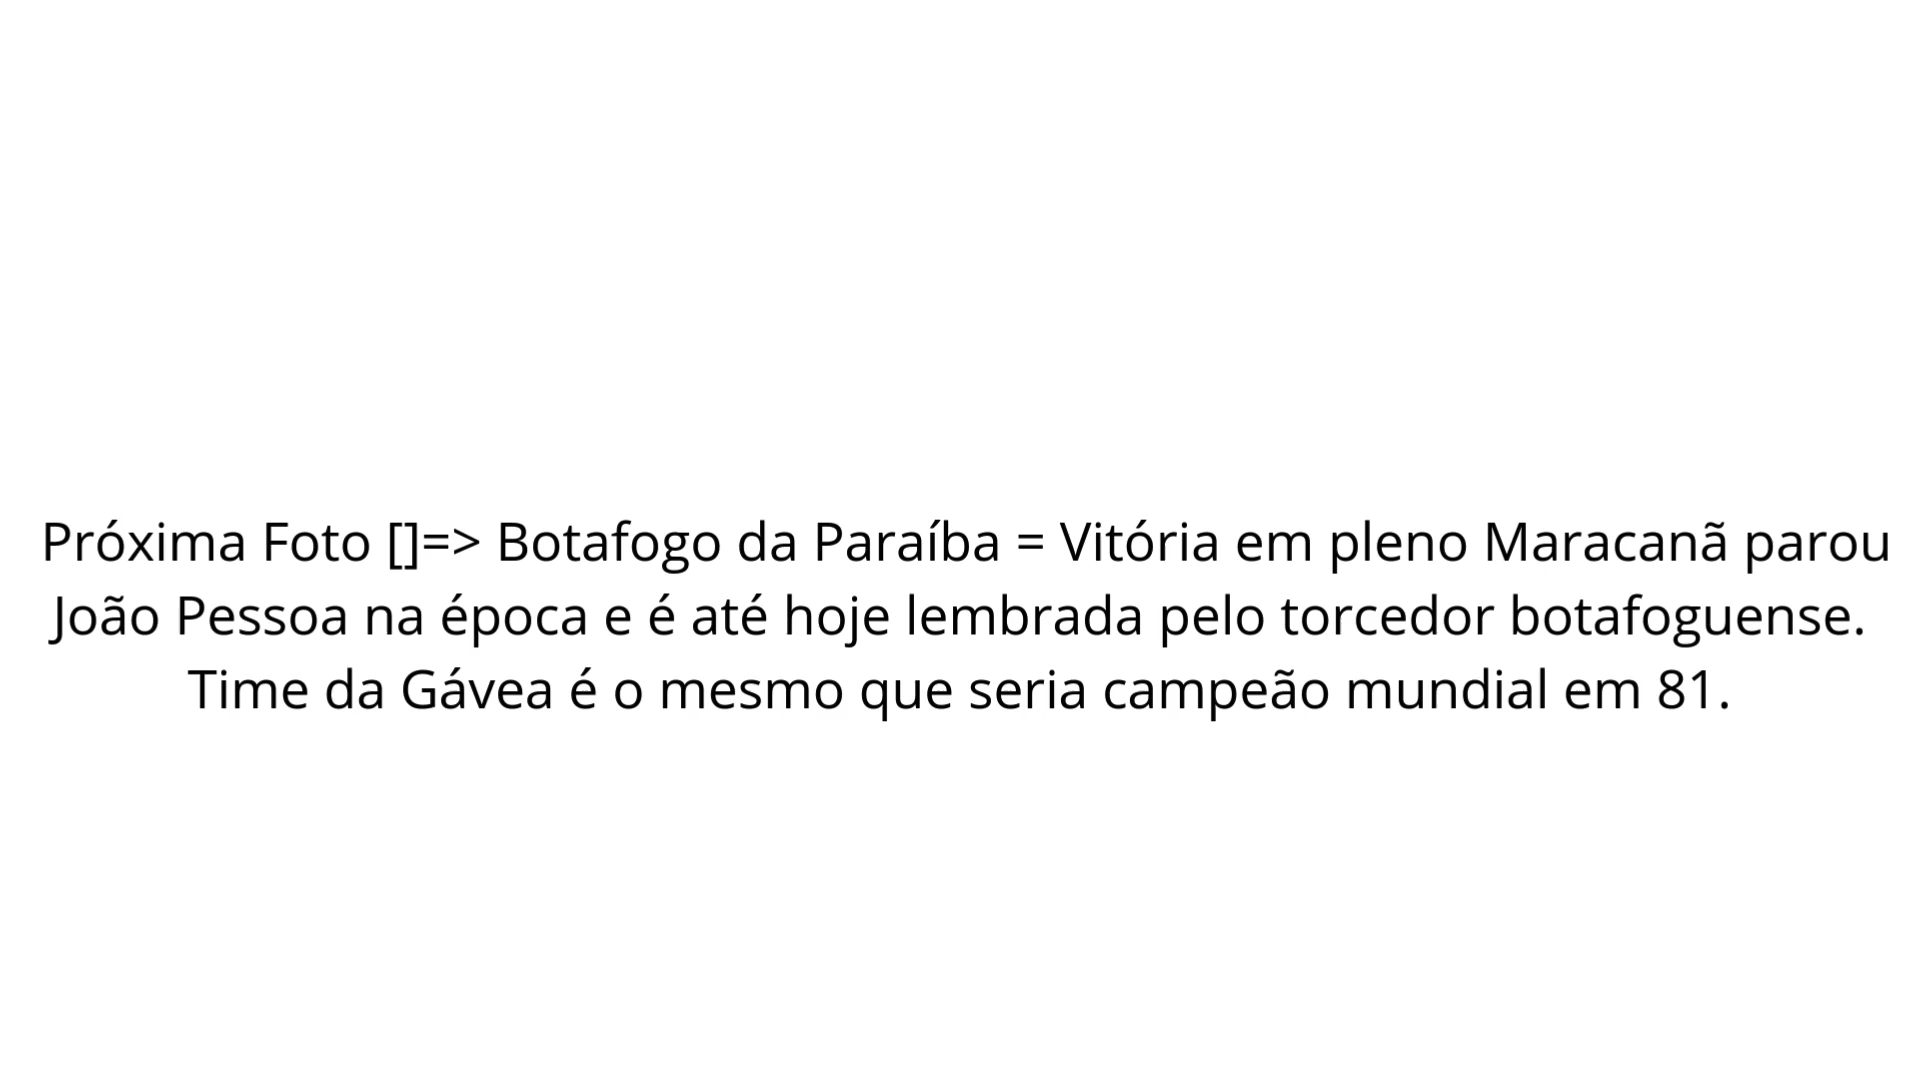 Próxima Foto []=> Botafogo da Paraíba = Vitória em pleno Maracanã parou
João Pessoa na época e é até hoje lembrada pelo torcedor botafoguense.
Time da Gávea é o mesmo que seria campeão mundial em 81.